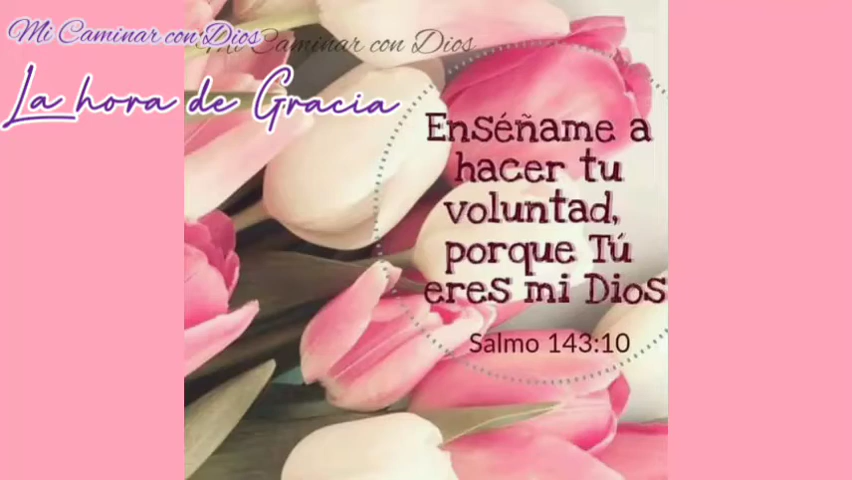 Mi Caminar con Dios
Mi Caminar con Dios
La hora de Gracia
Enséñame a
hacer tu
voluntad,
porque Tú
eres mi Dios
Salmo 143:10